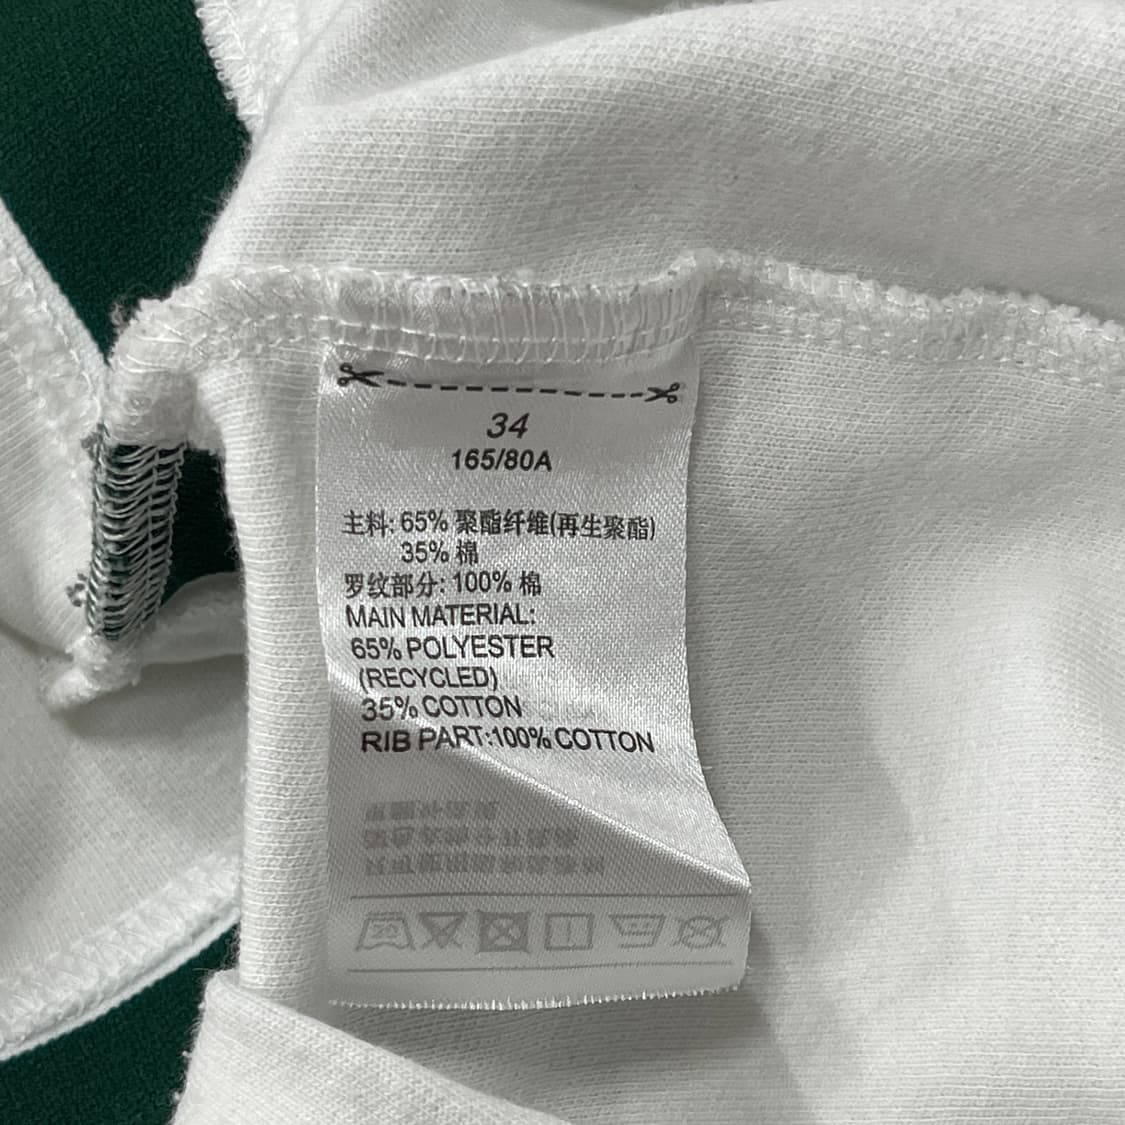 34
165/80A
主料: 65% 聚酯纤维(再生聚酯)
35% 棉
罗纹部分: 100% 棉
MAIN MATERIAL:
65% POLYESTER
(RECYCLED)
35% COTTON
RIB PART:100% COTTON